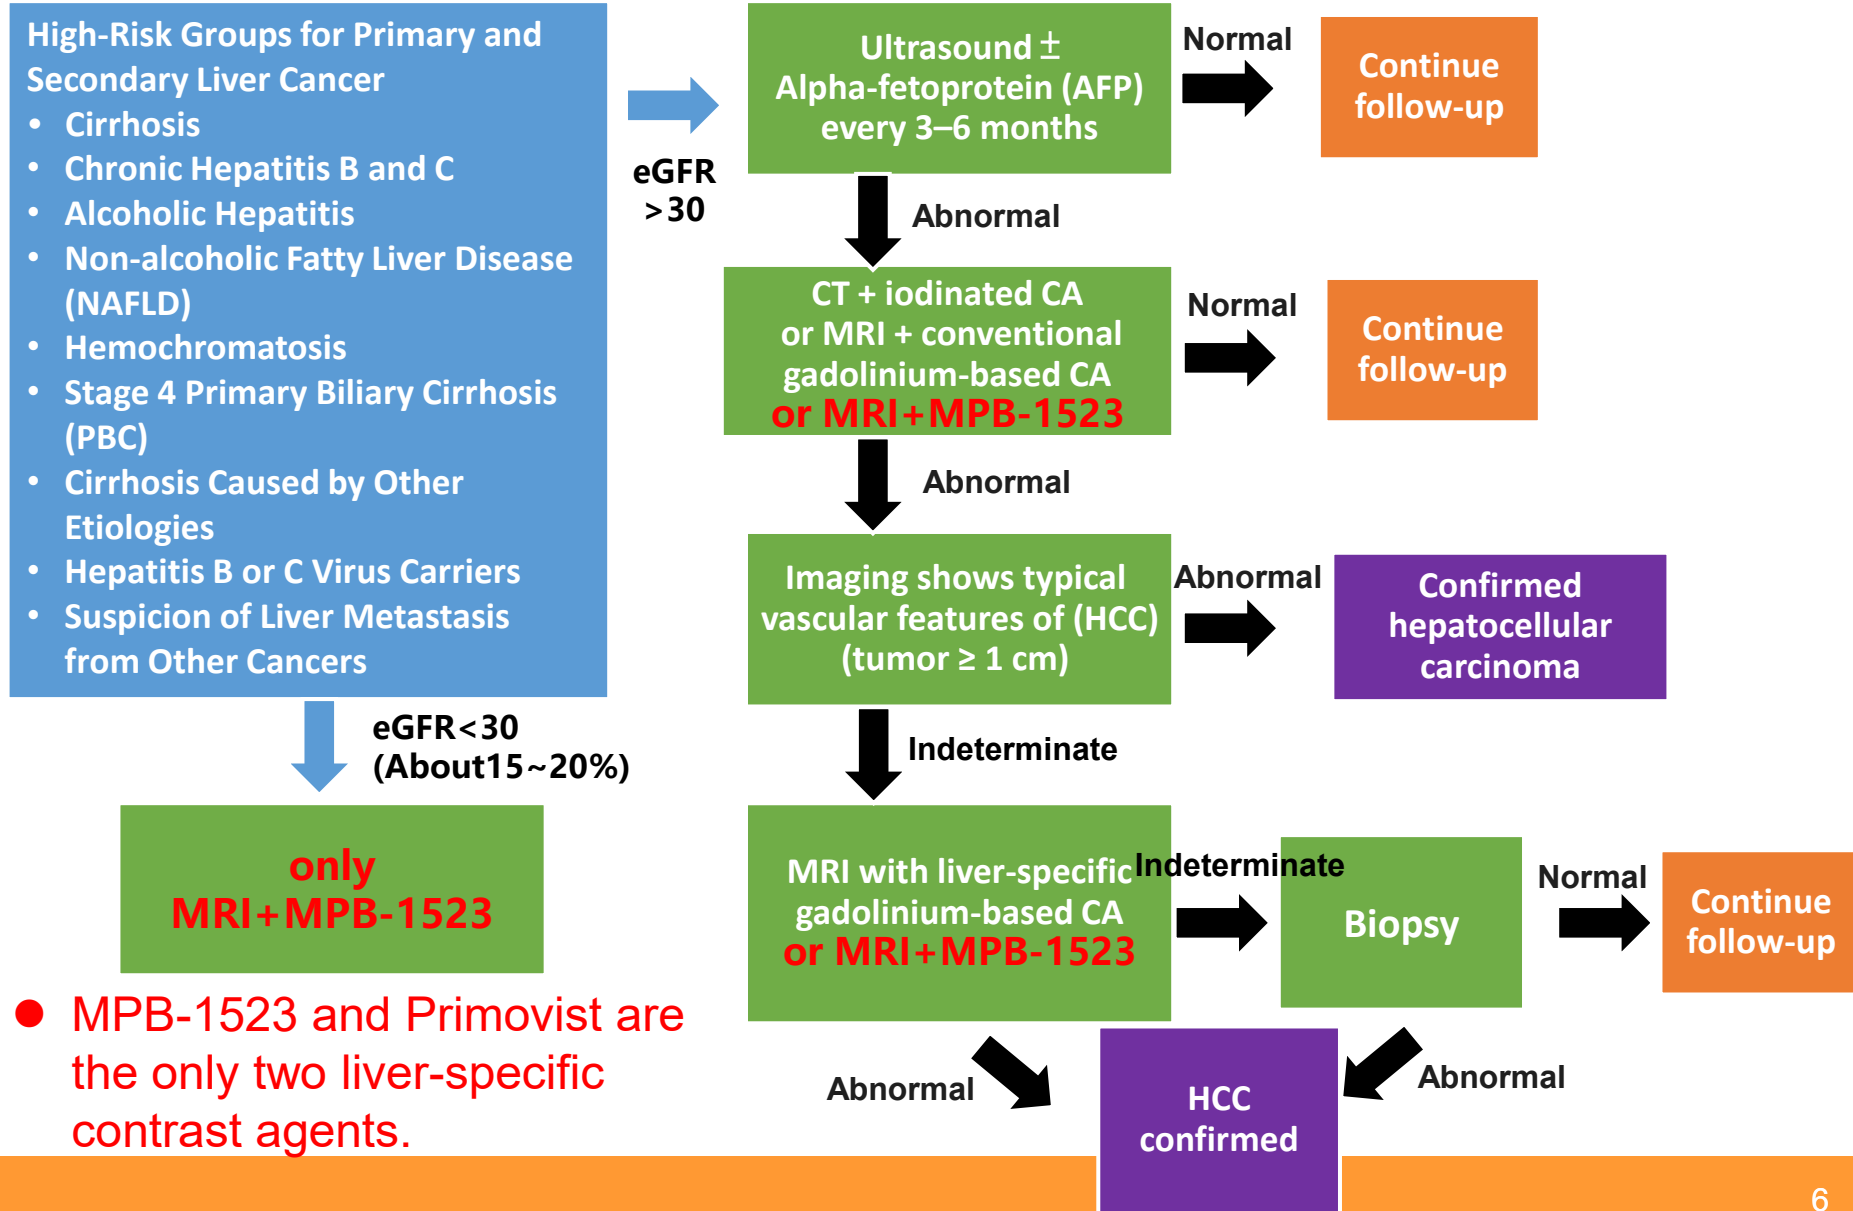 High-Risk Groups for Primary and
Secondary Liver Cancer
• Cirrhosis
• Chronic Hepatitis B and C
• Alcoholic Hepatitis
• Non-alcoholic Fatty Liver Disease
(NAFLD)
• Hemochromatosis
• Stage 4 Primary Biliary Cirrhosis
(PBC)
• Cirrhosis Caused by Other
Etiologies
• Hepatitis B or C Virus Carriers
• Suspicion of Liver Metastasis
from Other Cancers
eGFR
>30
Ultrasound ±
Alpha-fetoprotein (AFP)
every 3–6 months
Normal
Continue
follow-up
Abnormal
CT + iodinated CA
or MRI + conventional
gadolinium-based CA
or MRI+MPB-1523
Normal
Continue
follow-up
Abnormal
Imaging shows typical
vascular features of (HCC)
(tumor ≥ 1 cm)
Abnormal
Confirmed
hepatocellular
carcinoma
Indeterminate
eGFR<30
(About15~20%)
only
MRI+MPB-1523
MRI with liver-specific
gadolinium-based CA
or MRI+MPB-1523
Indeterminate
Biopsy
Normal
Continue
follow-up
Abnormal
HCC
confirmed
Abnormal
● MPB-1523 and Primovist are
the only two liver-specific
contrast agents.
6